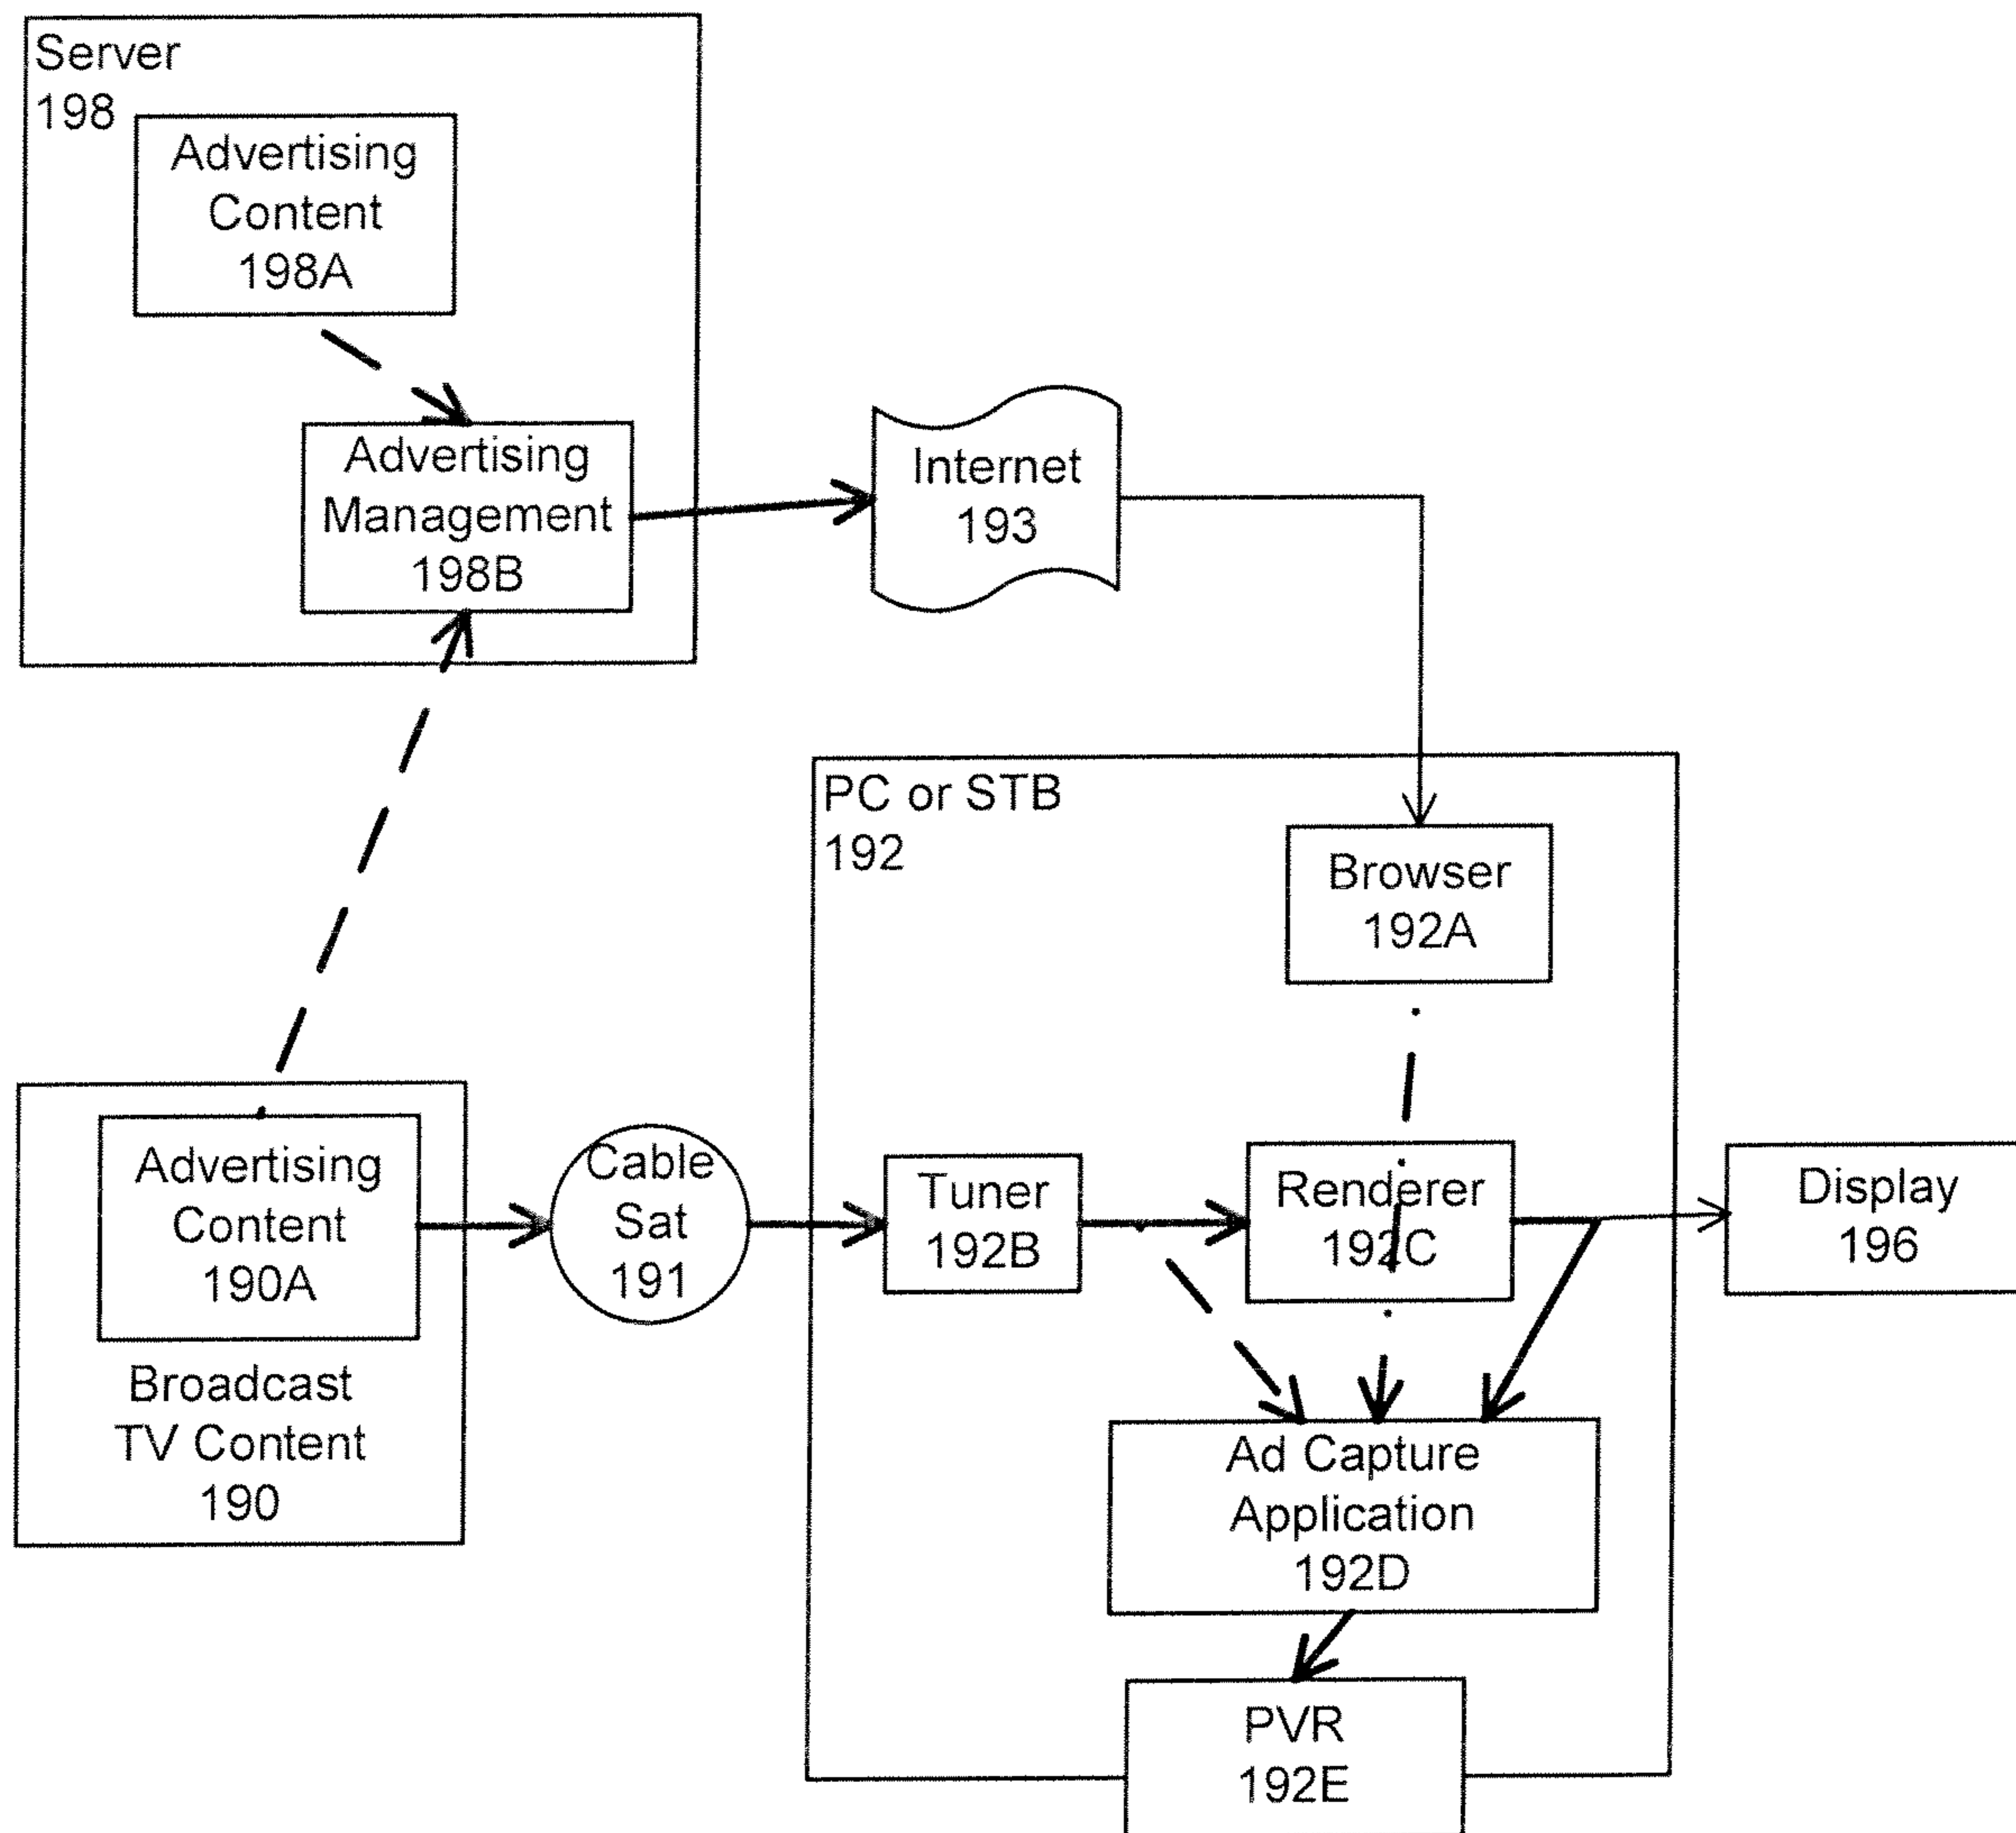 Server
198
Advertising
Content
198A
Advertising
Management
198B
Internet
193
PC or STB
192
Browser
192A
Advertising
Content
190A
Broadcast
TV Content
190
Cable
Sat
191
Tuner
192B
Renderer
192C
Display
196
Ad Capture
Application
192D
PVR
192E